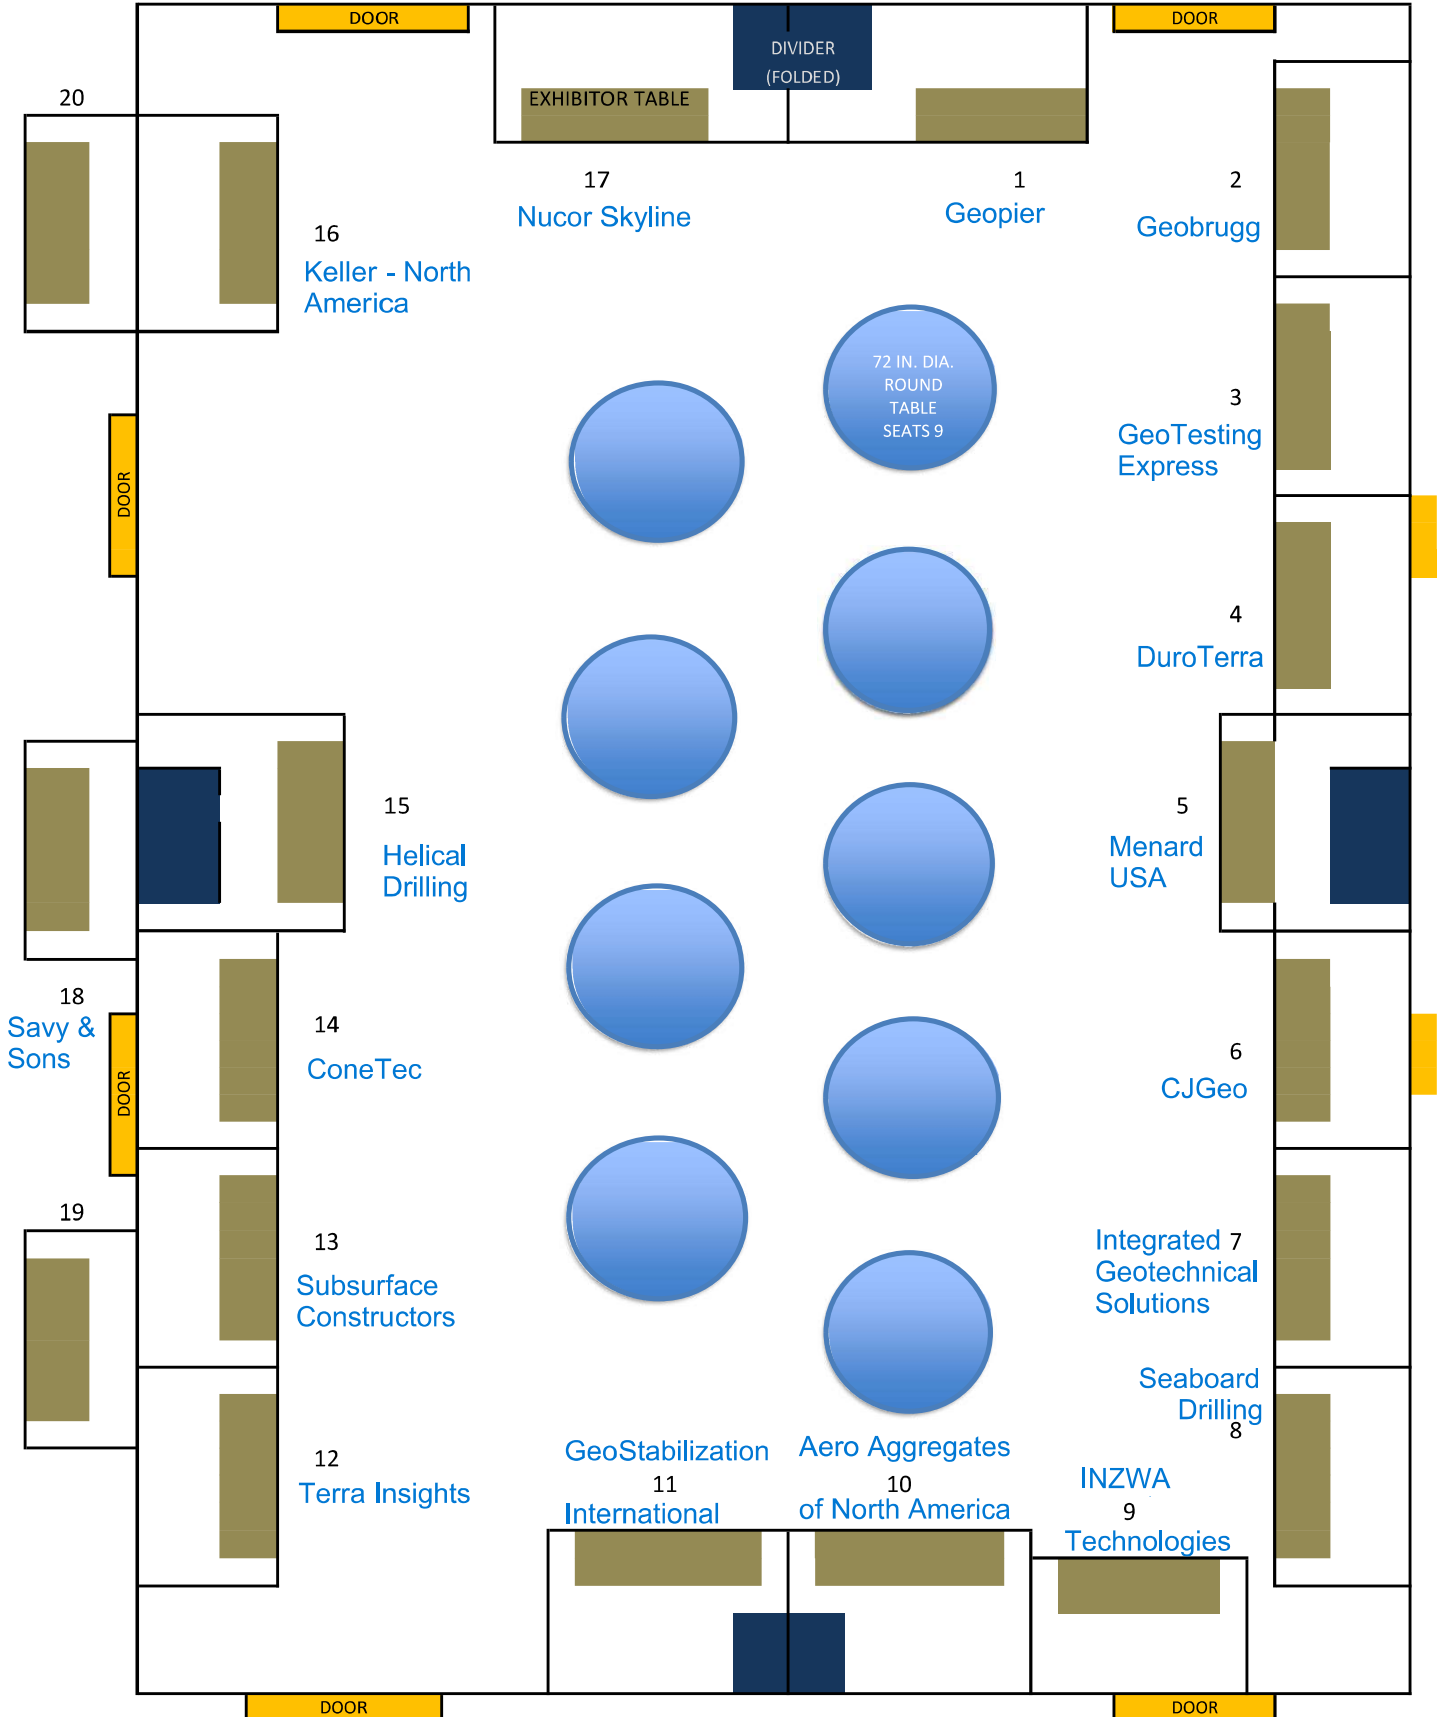 DOOR
DOOR
DIVIDER
(FOLDED)
EXHIBITOR TABLE
20
17
Nucor Skyline
1
Geopier
2
Geobrugg
16
Keller - North
America
72 IN. DIA.
ROUND
TABLE
SEATS 9
3
GeoTesting
Express
DOOR
4
DuroTerra
15
Helical
Drilling
5
Menard
USA
18
Savy &
Sons
14
ConeTec
6
CJGeo
DOOR
19
13
Subsurface
Constructors
Integrated 7
Geotechnical
Solutions
Seaboard
Drilling
8
12
Terra Insights
GeoStabilization
11
International
Aero Aggregates
10
of North America
INZWA
9
Technologies
DOOR
DOOR